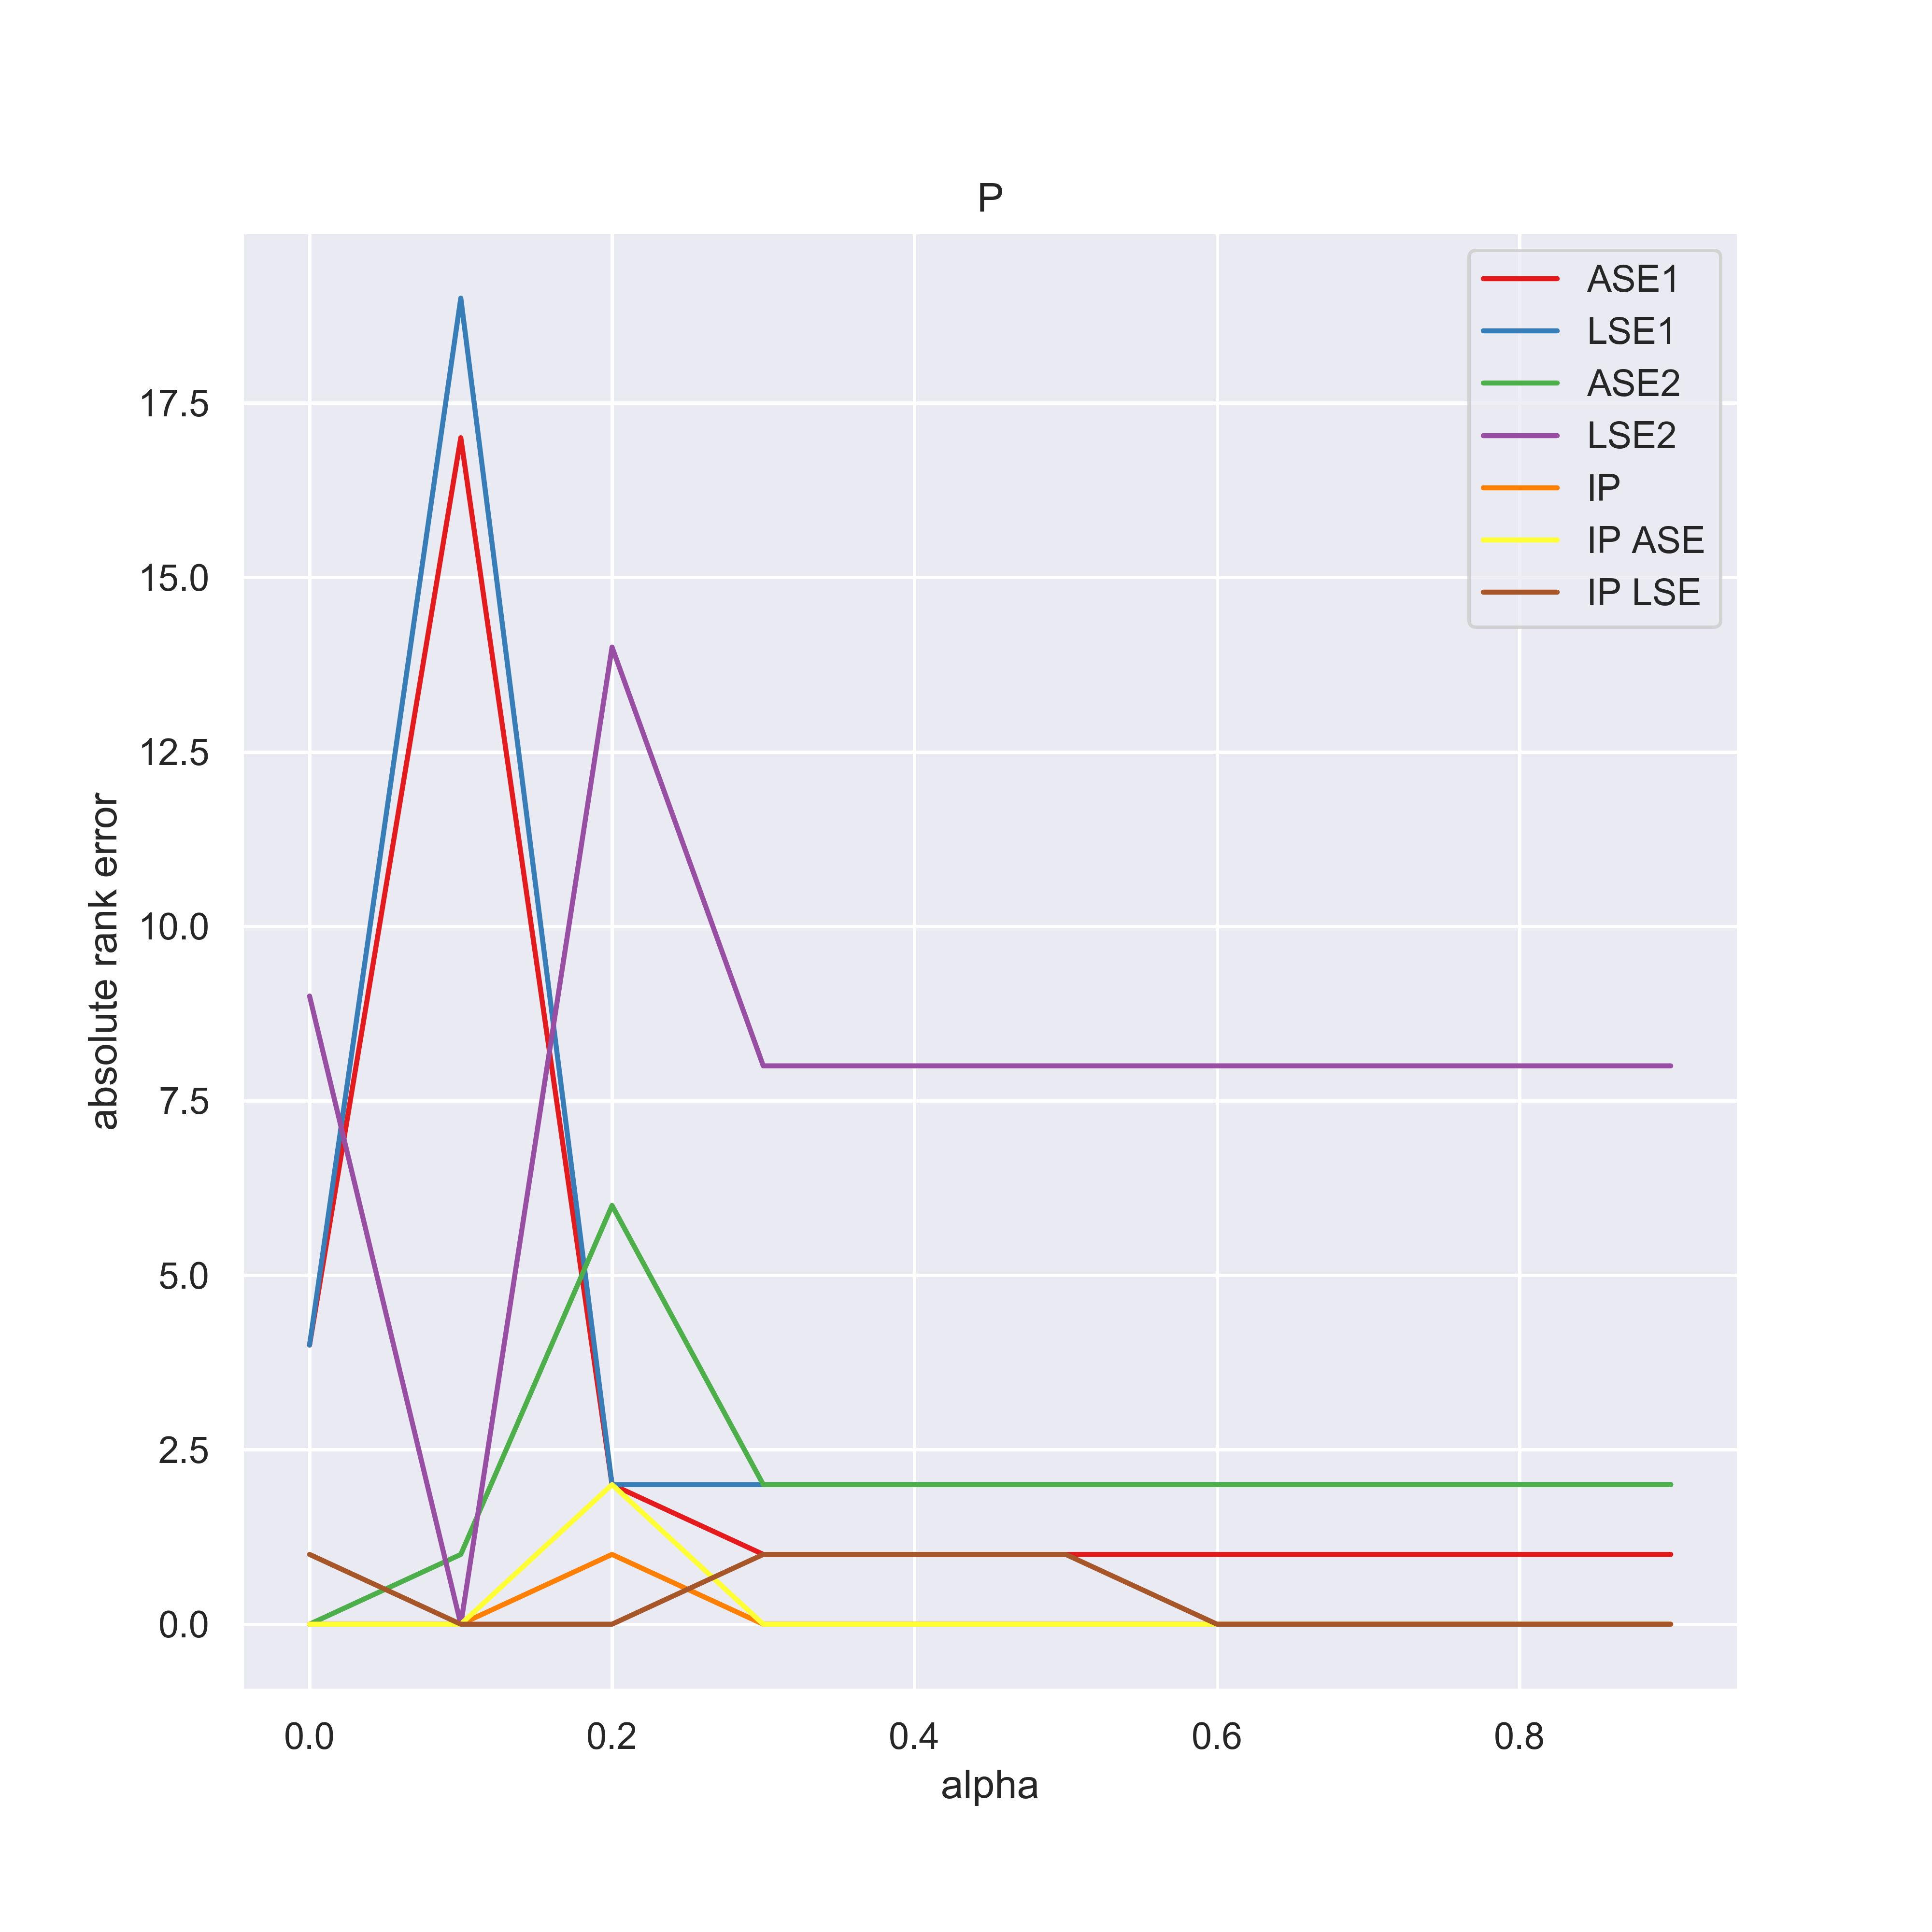 P
ASE1
LSE1
ASE2
LSE2
IP
IP ASE
IP LSE
absolute rank error
17.5
15.0
12.5
10.0
7.5
5.0
2.5
0.0
0.0 0.2 0.4 0.6 0.8
alpha